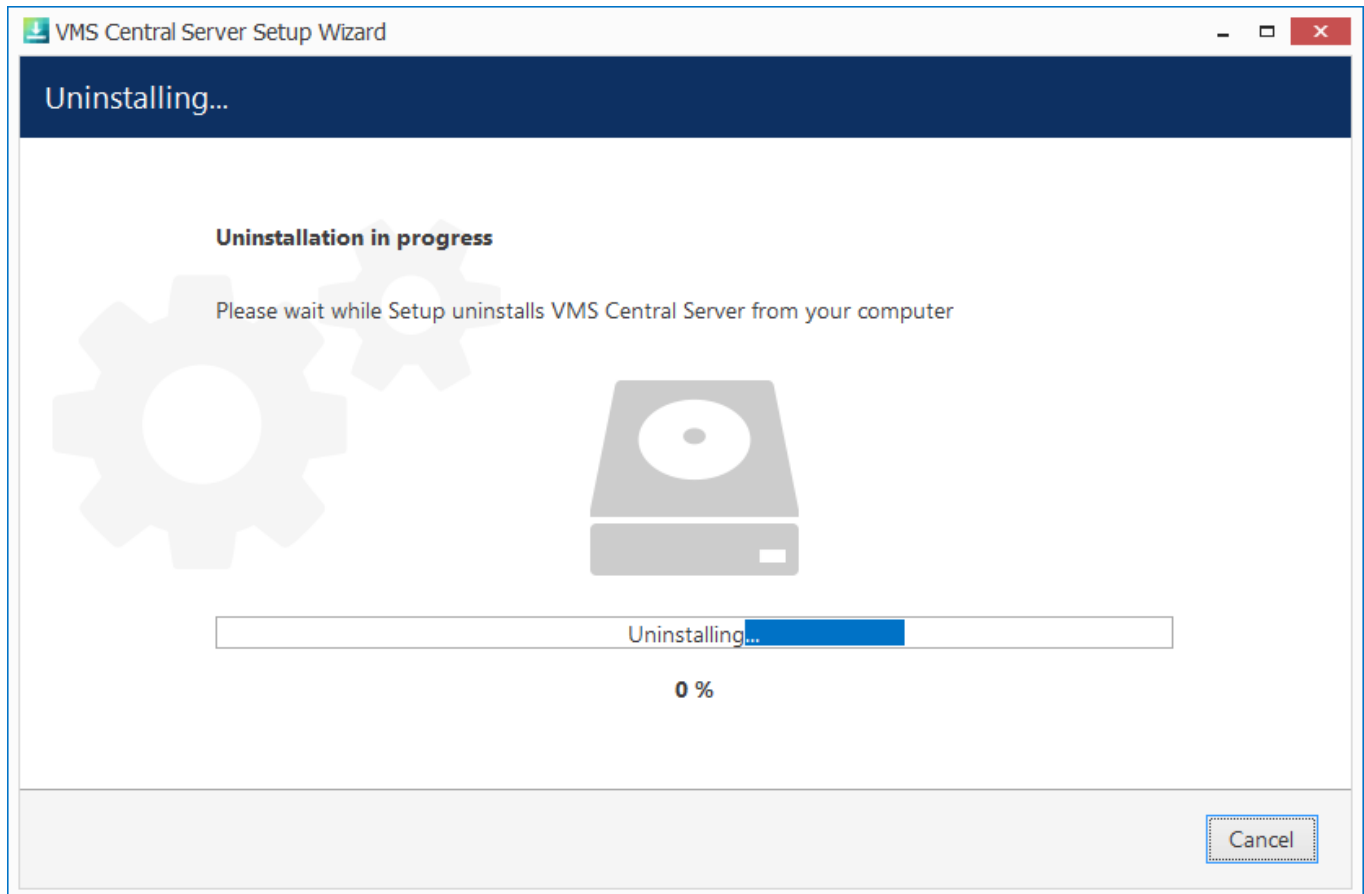 VMS Central Server Setup Wizard
Uninstalling...
Uninstallation in progress
Please wait while Setup uninstalls VMS Central Server from your computer
Uninstalling...
0 %
Cancel